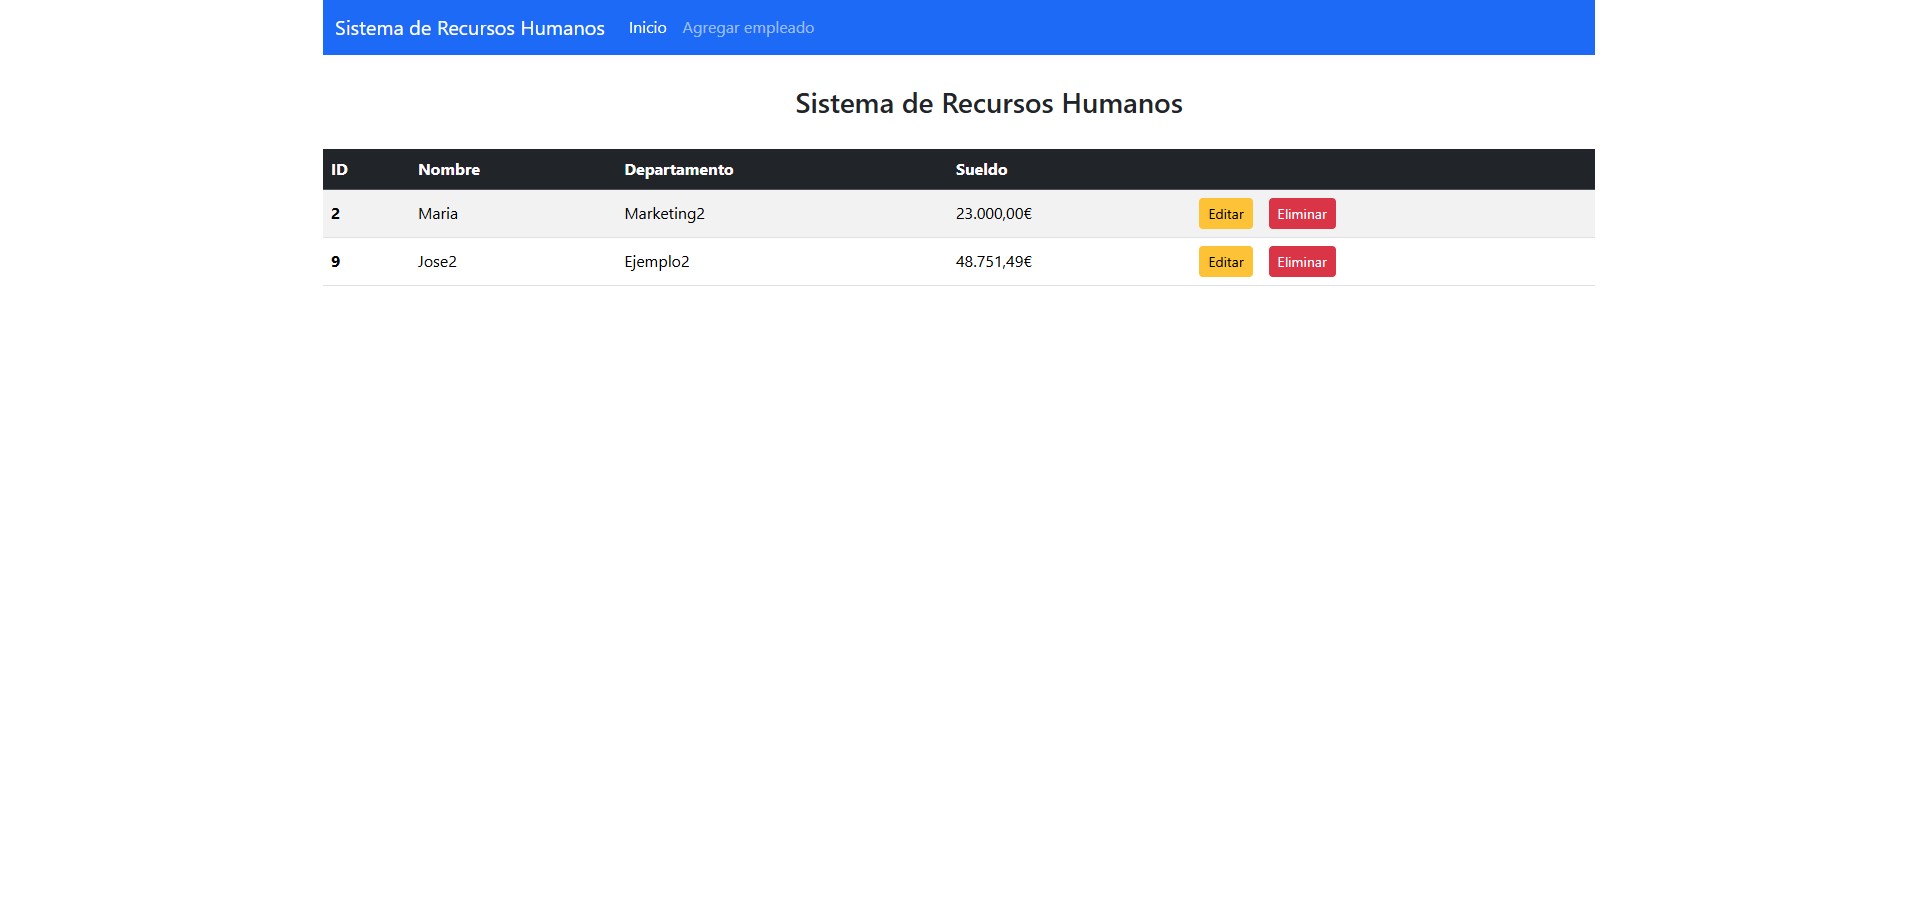 Sistema de Recursos Humanos Inicio Agregar empleado
Sistema de Recursos Humanos
ID Nombre Departamento Sueldo
2 Maria Marketing2 23.000,00€ Editar Eliminar
9 Jose2 Ejemplo2 48.751,49€ Editar Eliminar